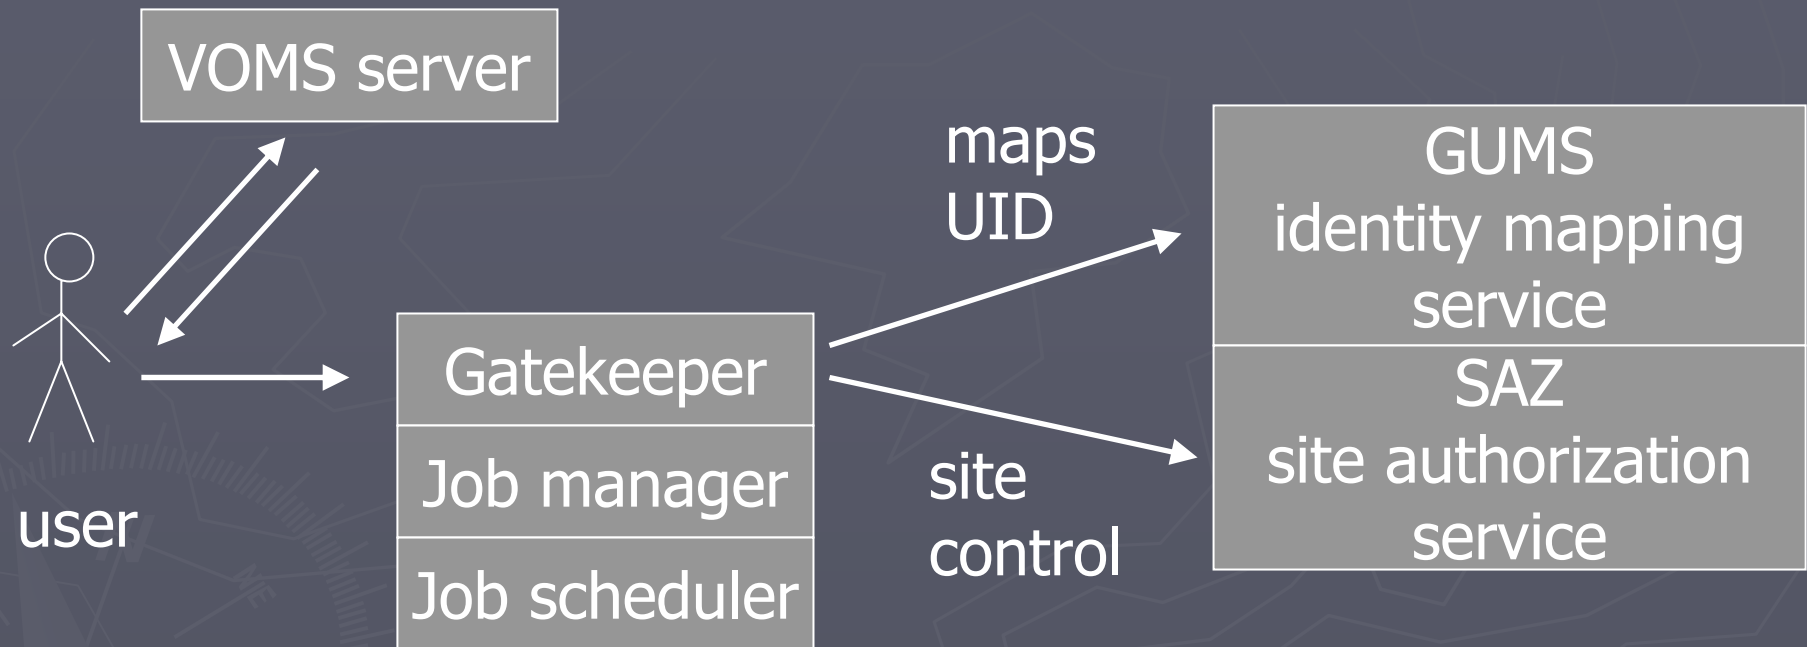 VOMS server
user
Gatekeeper
Job manager
Job scheduler
maps
UID
site
control
GUMS
identity mapping
service
SAZ
site authorization
service
NE